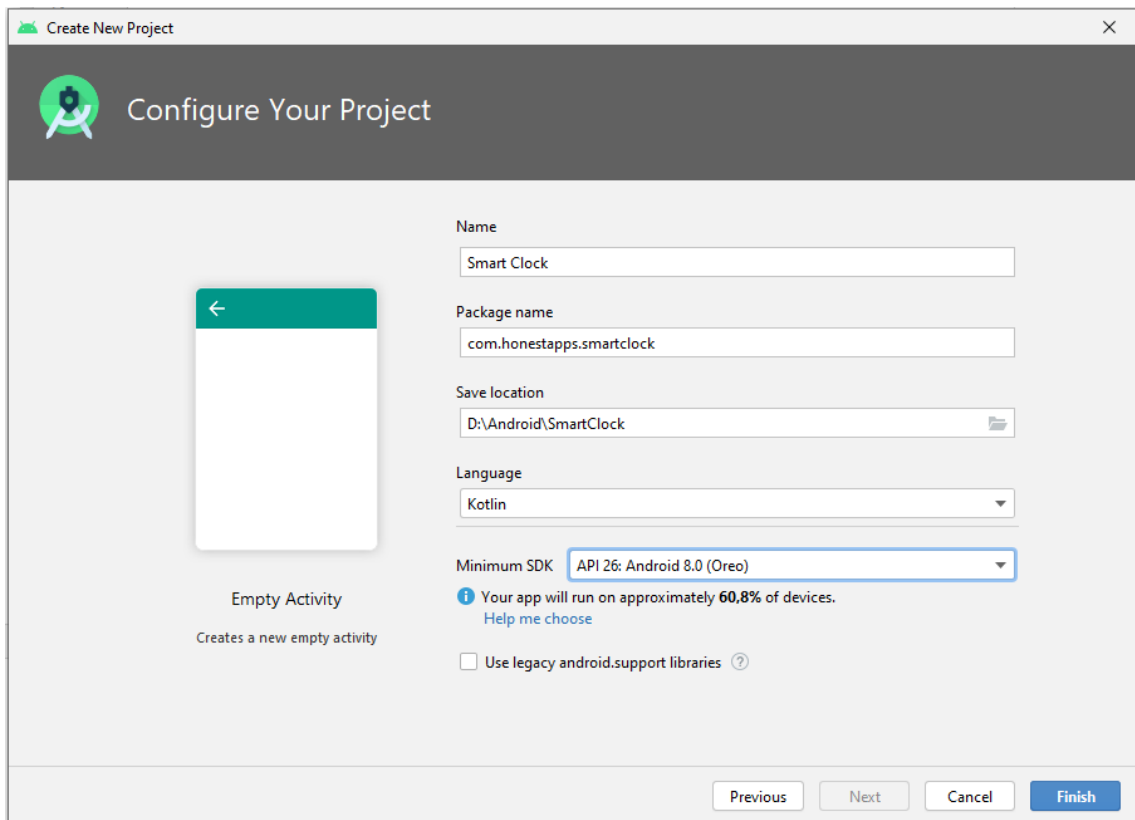 Create New Project
Configure Your Project
Name
Smart Clock
Package name
com.honestapps.smartclock
Save location
D:\Android\SmartClock
Language
Kotlin
Minimum SDK API 26: Android 8.0 (Oreo)
Your app will run on approximately 60,8% of devices.
Help me choose
Use legacy android.support libraries ?
Empty Activity
Creates a new empty activity
Previous Next Cancel Finish